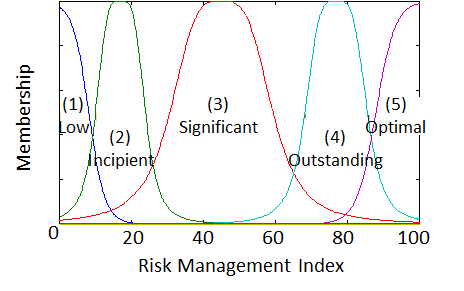 Membership
(1)
Low
(2)
Incipient
(3)
Significant
(4)
Outstanding
(5)
Optimal
0
20
40
60
80
100
Risk Management Index